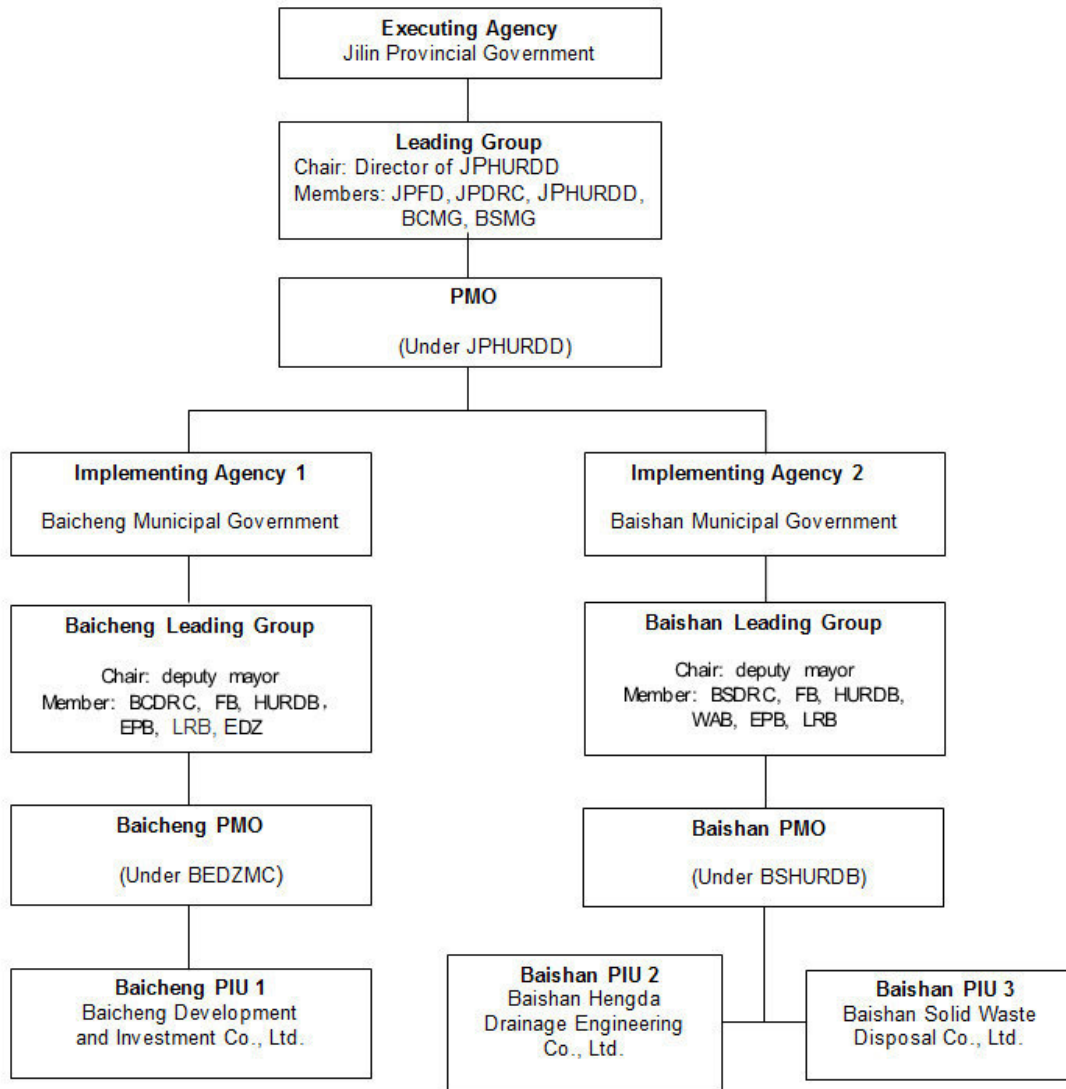 Executing Agency
Jilin Provincial Government
Leading Group
Chair: Director of JPHURDD
Members: JPFD, JPDRC, JPHURDD,
BCMG, BSMG
PMO
(Under JPHURDD)
Implementing Agency 1
Baicheng Municipal Government
Implementing Agency 2
Baishan Municipal Government
Baicheng Leading Group
Chair: deputy mayor
Member: BCDRC, FB, HURDB,
EPB, LRB, EDZ
Baishan Leading Group
Chair: deputy mayor
Member: BSDRC, FB, HURDB,
WAB, EPB, LRB
Baicheng PMO
(Under BEDZMC)
Baishan PMO
(Under BSHURDB)
Baicheng PIU 1
Baicheng Development
and Investment Co., Ltd.
Baishan PIU 2
Baishan Hengda
Drainage Engineering
Co., Ltd.
Baishan PIU 3
Baishan Solid Waste
Disposal Co., Ltd.